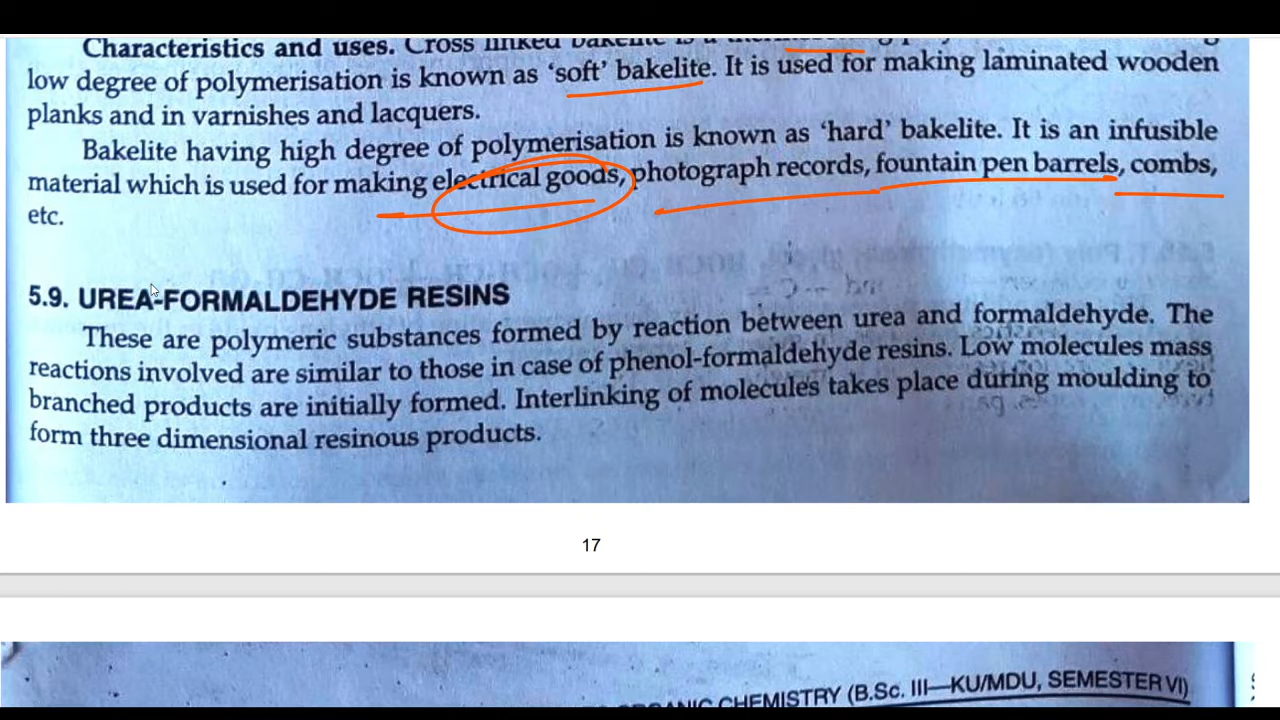 Characteristics and uses. Cross linked bakelite is a
low degree of polymerisation is known as ‘soft’ bakelite. It is used for making laminated wooden
planks and in varnishes and lacquers.
Bakelite having high degree of polymerisation is known as ‘hard’ bakelite. It is an infusible
material which is used for making electrical goods, photograph records, fountain pen barrels, combs,
etc.
5.9. UREA-FORMALDEHYDE RESINS
These are polymeric substances formed by reaction between urea and formaldehyde. The
reactions involved are similar to those in case of phenol-formaldehyde resins. Low molecules mass
branched products are initially formed. Interlinking of molecules takes place during moulding to
form three dimensional resinous products.
17
ORGANIC CHEMISTRY (B.Sc. III—KU/MDU, SEMESTER VI)